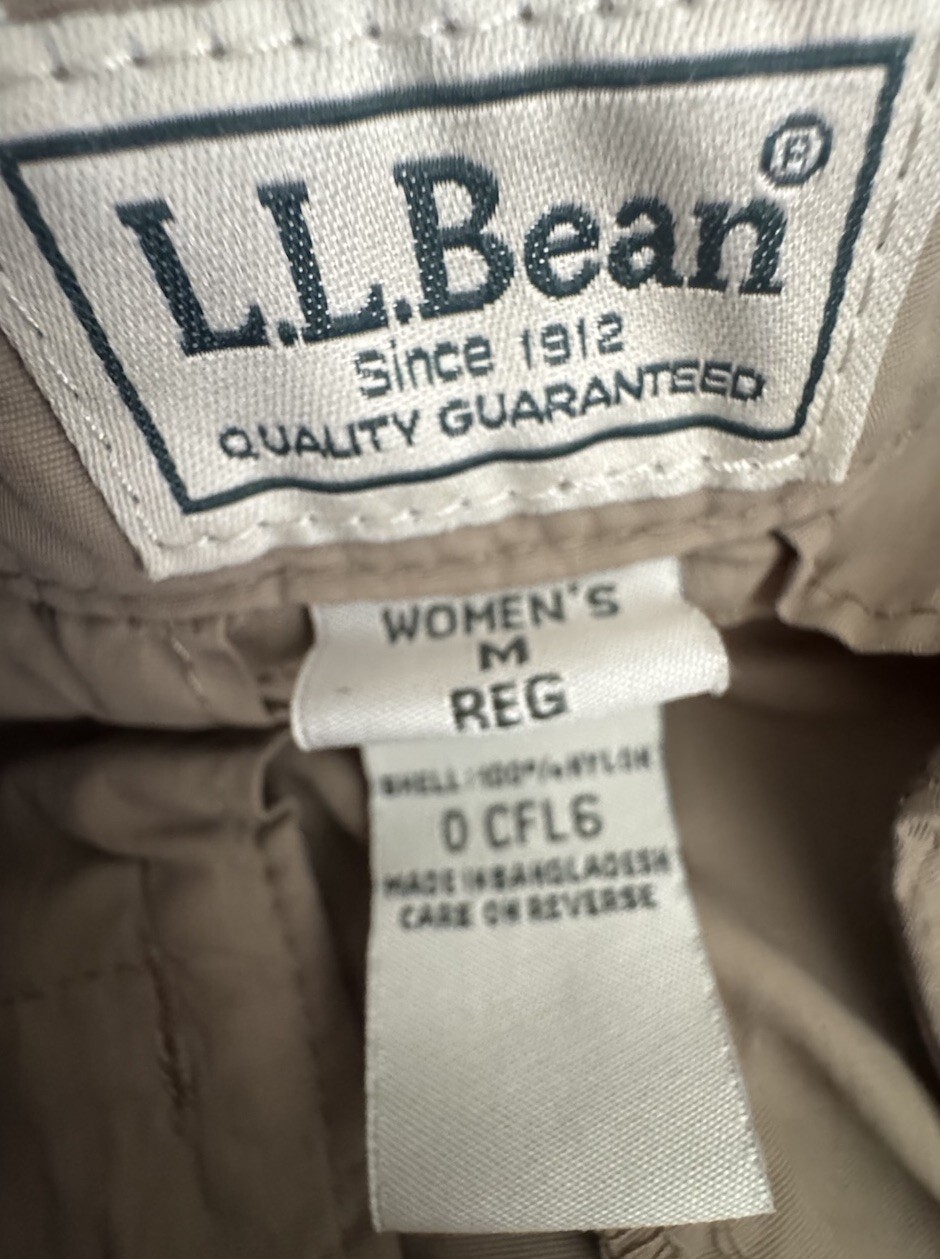 L.L.Bean®
Since 1912
QUALITY GUARANTEED
WOMEN'S
M
REG
SHELL: 100% NYLON
0 CFL6
MADE IN BANGLADESH
CARE ON REVERSE